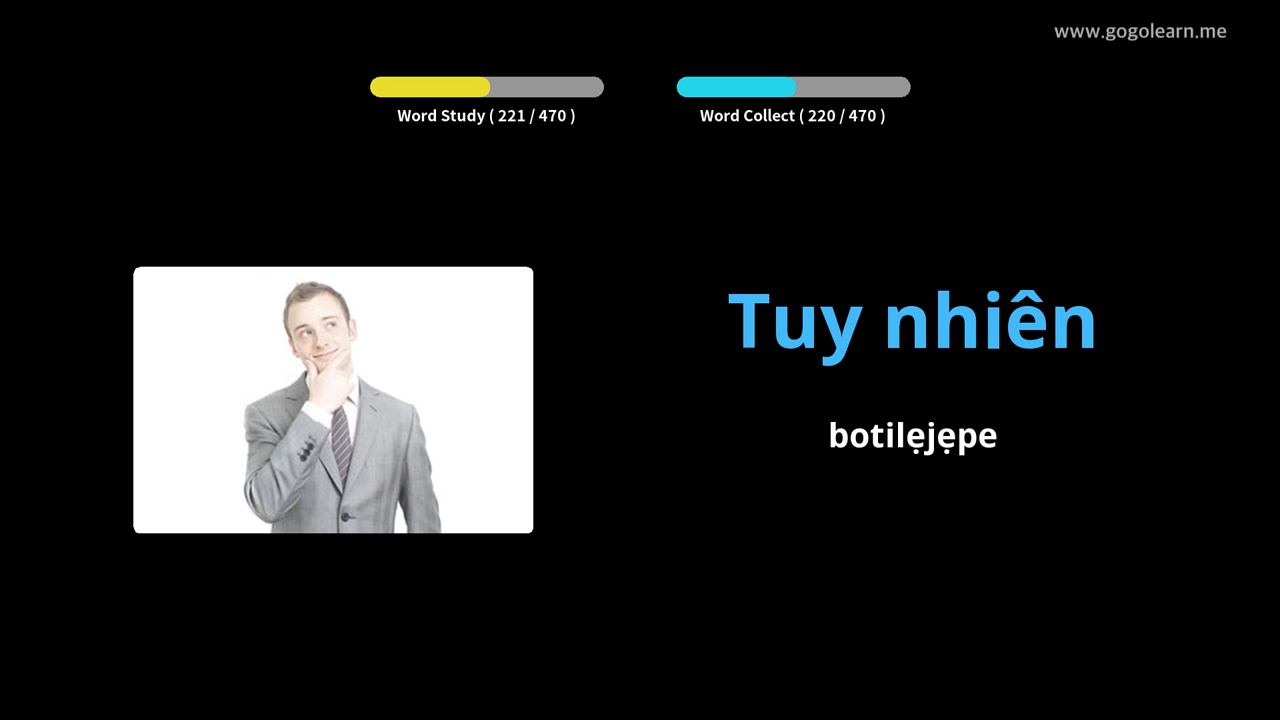 www.gogolearn.me
Word Study ( 221 / 470 )
Word Collect ( 220 / 470 )
Tuy nhiên
botilẹjẹpe